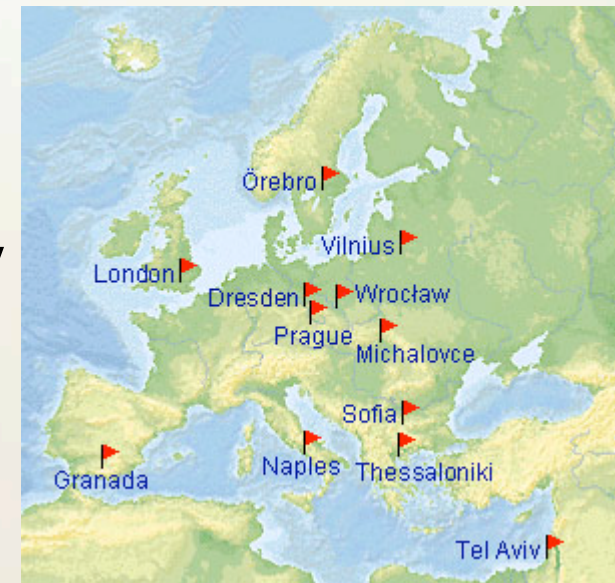 Örebro
Vilnius
London
Dresden
Wrocław
Prague
Michalovce
Sofia
Naples
Thessaloniki
Granada
Tel Aviv